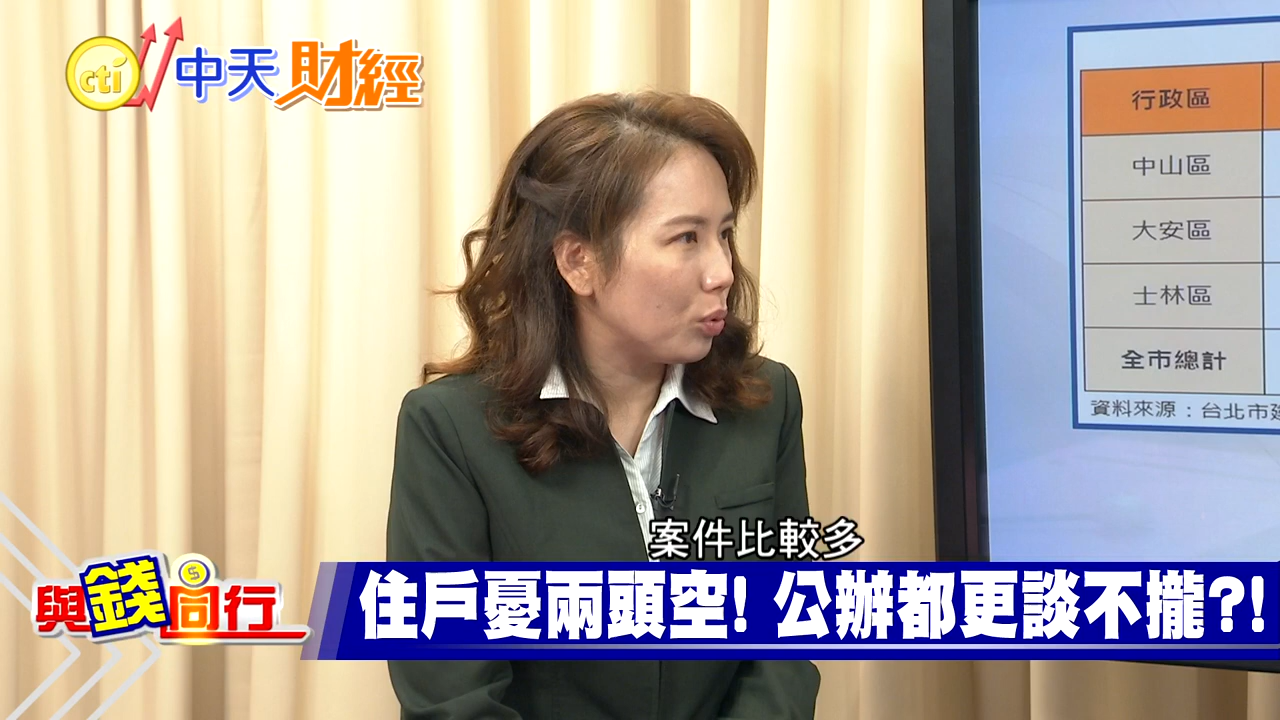 cti 中天財經
行政區
中山區
大安區
士林區
全市總計
資料來源：台北市建
案件比較多
與錢同行
住戶憂兩頭空! 公辦都更談不攏?!